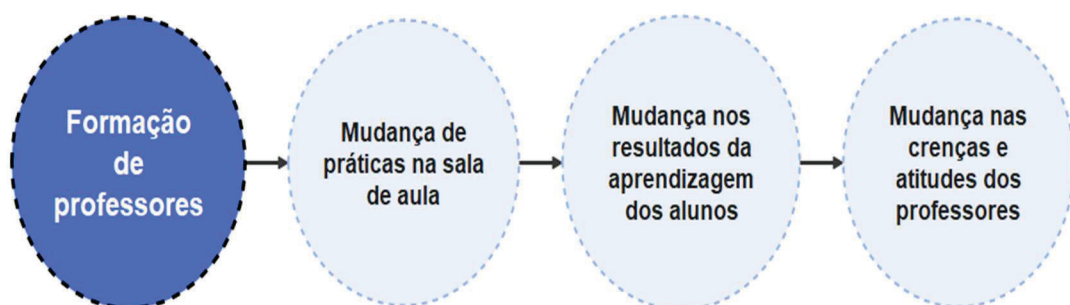 Formação
de
professores
Mudança de
práticas na sala
de aula
Mudança nos
resultados da
aprendizagem
dos alunos
Mudança nas
crenças e
atitudes dos
professores